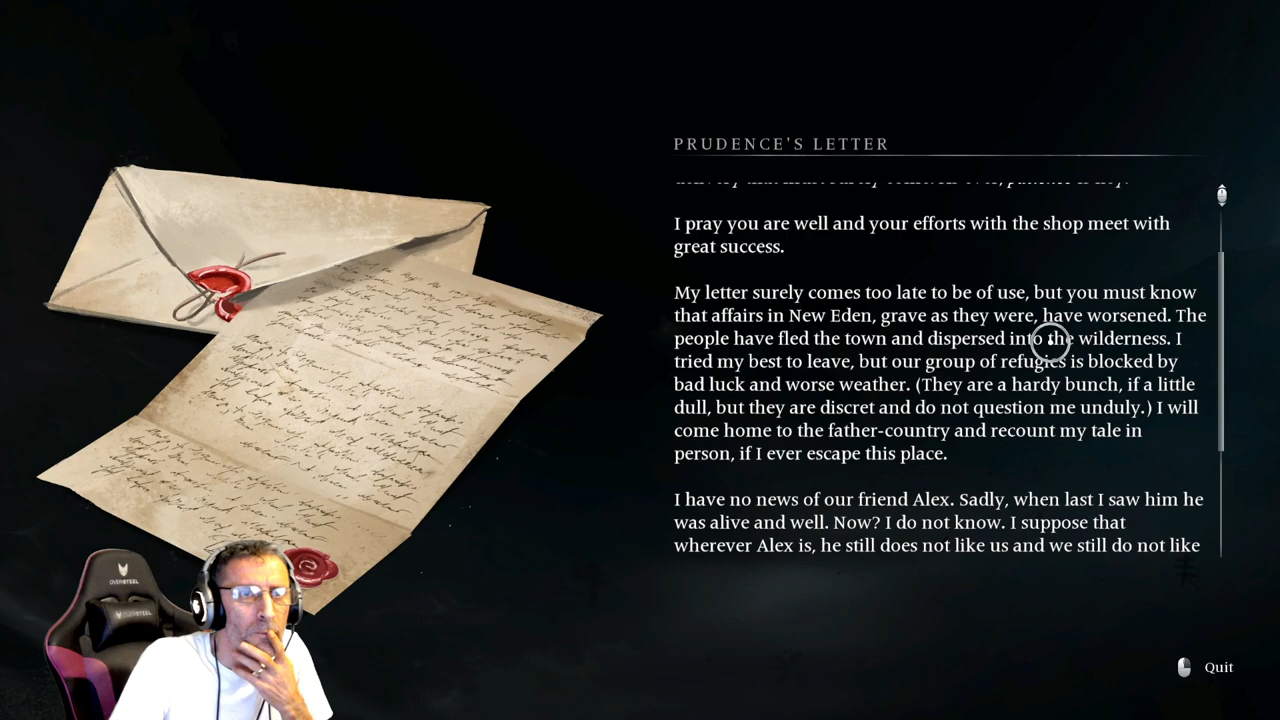 PRUDENCE'S LETTER
I pray you are well and your efforts with the shop meet with
great success.
My letter surely comes too late to be of use, but you must know
that affairs in New Eden, grave as they were, have worsened. The
people have fled the town and dispersed into the wilderness. I
tried my best to leave, but our group of refugies is blocked by
bad luck and worse weather. (They are a hardy bunch, if a little
dull, but they are discret and do not question me unduly.) I will
come home to the father-country and recount my tale in
person, if I ever escape this place.
I have no news of our friend Alex. Sadly, when last I saw him he
was alive and well. Now? I do not know. I suppose that
wherever Alex is, he still does not like us and we still do not like
OVERSTEEL
OVERSTEEL
Quit